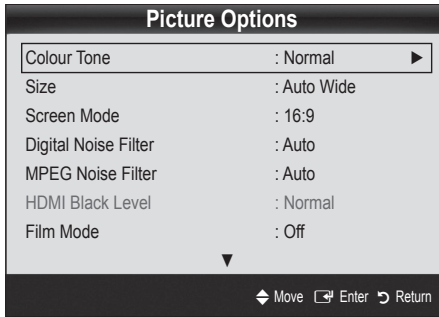 Picture Options
Colour Tone : Normal ▶
Size : Auto Wide
Screen Mode : 16:9
Digital Noise Filter : Auto
MPEG Noise Filter : Auto
HDMI Black Level : Normal
Film Mode : Off
▼
Move Enter Return